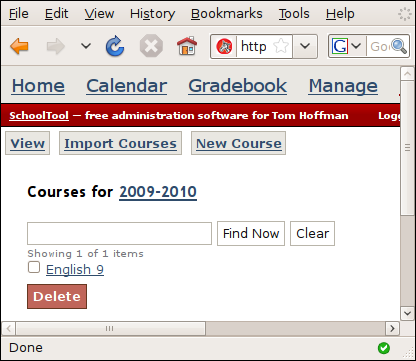 File Edit View History Bookmarks Tools Help
http G Goo
Home Calendar Gradebook Manage
SchoolTool — free administration software for Tom Hoffman Logg
View Import Courses New Course
Courses for 2009-2010
Find Now Clear
Showing 1 of 1 items
English 9
Delete
Done